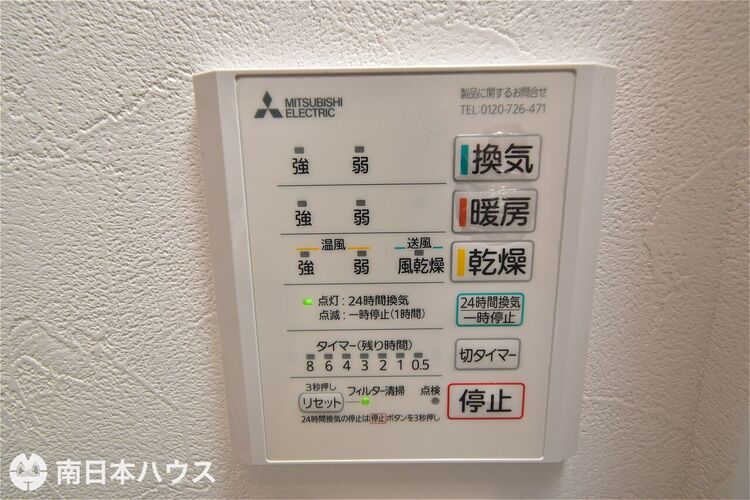 MITSUBISHI
ELECTRIC
製品に関するお問合せ
TEL:0120-726-471
強 弱 換気
強 弱 暖房
温風 送風
強 弱 風乾燥 乾燥
点灯：24時間換気
点滅：一時停止(1時間)
24時間換気
一時停止
タイマー(残り時間)
8 6 4 3 2 1 0.5
切タイマー
3秒押し
リセット フィルター清掃 点検
停止
24時間換気の停止は停止ボタンを3秒押し
南日本ハウス